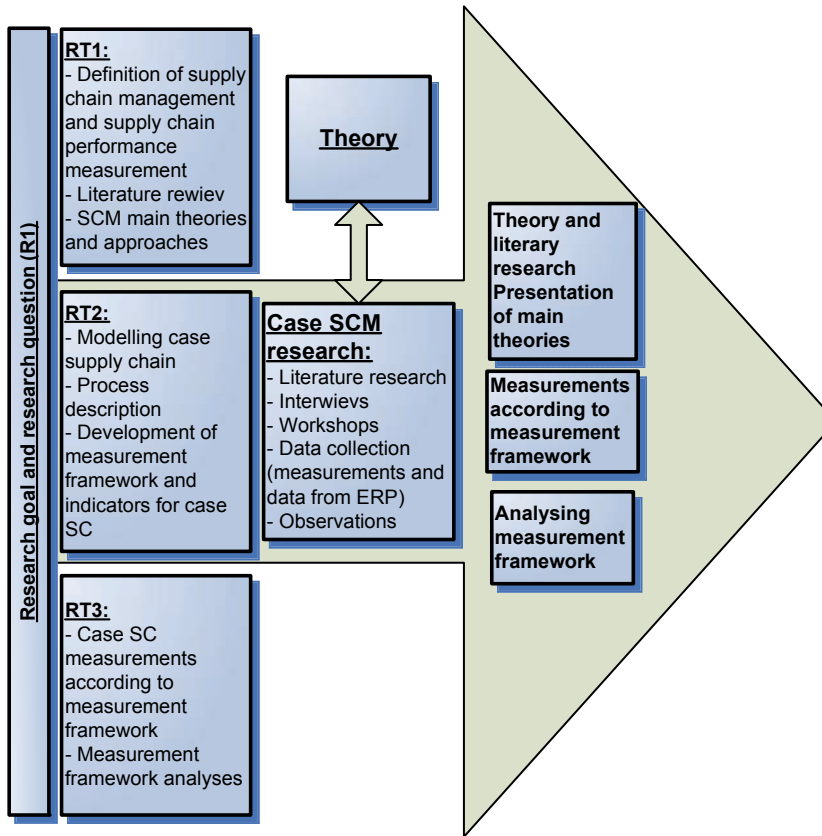 Research goal and research question (R1)
RT1:
- Definition of supply
chain management
and supply chain
performance
measurement
- Literature rewiev
- SCM main theories
and approaches
RT2:
- Modelling case
supply chain
- Process
description
- Development of
measurement
framework and
indicators for case
SC
RT3:
- Case SC
measurements
according to
measurement
framework
- Measurement
framework analyses
Theory
Case SCM
research:
- Literature research
- Interwievs
- Workshops
- Data collection
(measurements and
data from ERP)
- Observations
Theory and
literary
research
Presentation
of main
theories
Measurements
according to
measurement
framework
Analysing
measurement
framework